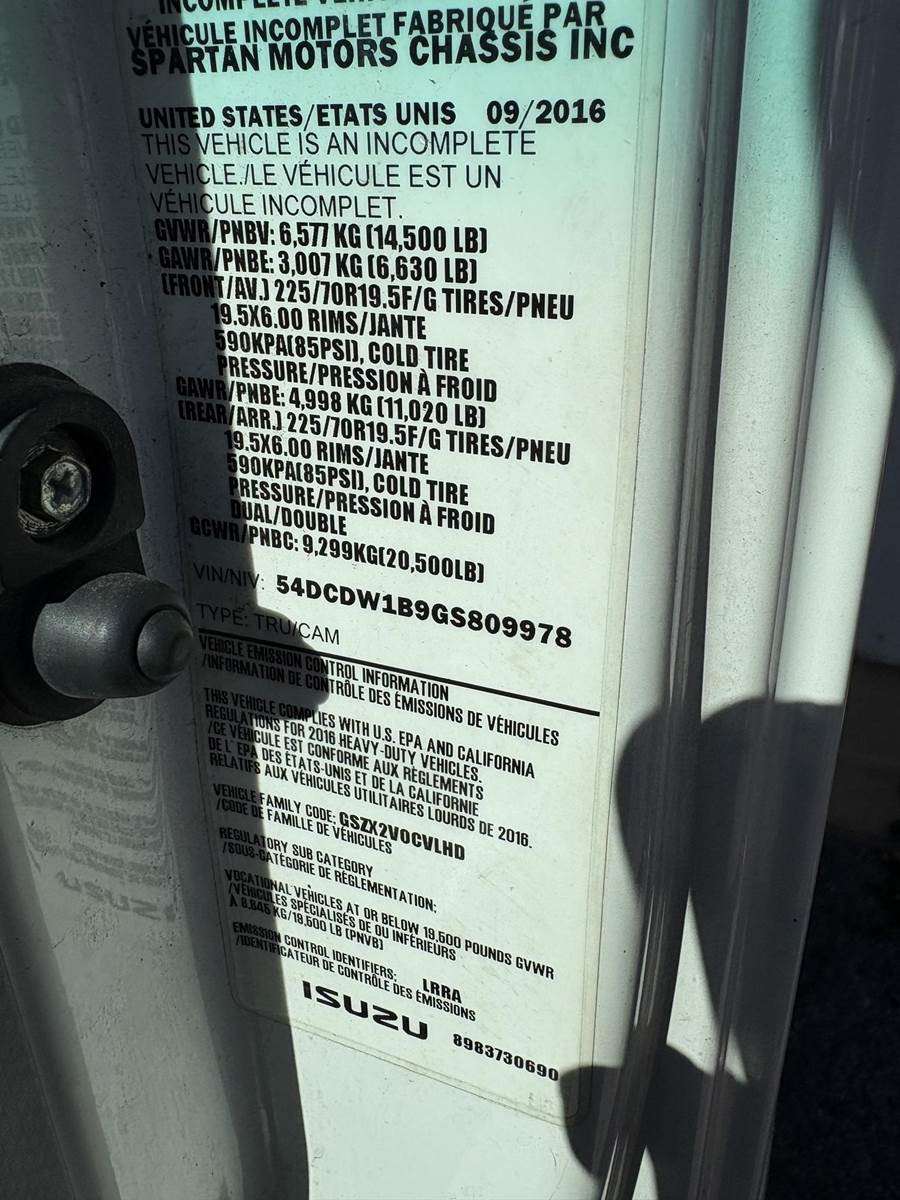 INCOMPLETE
VÉHICULE INCOMPLET FABRIQUÉ PAR
SPARTAN MOTORS CHASSIS INC
UNITED STATES/ETATS UNIS 09/2016
THIS VEHICLE IS AN INCOMPLETE
VEHICLE./LE VÉHICULE EST UN
VÉHICULE INCOMPLET.
GVWR/PNBV: 6,577 KG (14,500 LB)
GAWR/PNBE: 3,007 KG (6,630 LB)
(FRONT/AV.) 225/70R19.5F/G TIRES/PNEU
19.5X6.00 RIMS/JANTE
590KPA(85PSI), COLD TIRE
PRESSURE/PRESSION À FROID
GAWR/PNBE: 4,998 KG (11,020 LB)
(REAR/ARR.) 225/70R19.5F/G TIRES/PNEU
19.5X6.00 RIMS/JANTE
590KPA(85PSI), COLD TIRE
PRESSURE/PRESSION À FROID
DUAL/DOUBLE
GCWR/PNBC: 9,299KG(20,500LB)
VIN/NIV: 54DCDW1B9GS809978
TYPE: TRU/CAM
VEHICLE EMISSION CONTROL INFORMATION
/INFORMATION DE CONTRÔLE DES ÉMISSIONS DE VÉHICULES
THIS VEHICLE COMPLIES WITH U.S. EPA AND CALIFORNIA
REGULATIONS FOR 2016 HEAVY-DUTY VEHICLES.
/CE VÉHICULE EST CONFORME AUX RÈGLEMENTS
DE L'EPA DES ÉTATS-UNIS ET DE LA CALIFORNIE
RELATIFS AUX VÉHICULES UTILITAIRES LOURDS DE 2016.
VEHICLE FAMILY CODE: GSZX2VOCVLHD
/CODE DE FAMILLE DE VÉHICULES
REGULATORY SUB CATEGORY
/SOUS-CATÉGORIE DE RÉGLEMENTATION:
VOCATIONAL VEHICLES AT OR BELOW 19,500 POUNDS GVWR
/VÉHICULES SPÉCIALISÉS DE OU INFÉRIEURS
À 8,845 KG/19,500 LB (PNVB)
EMISSION CONTROL IDENTIFIERS: LRRA
/IDENTIFICATEUR DE CONTRÔLE DES ÉMISSIONS
ISUZU 8983730690